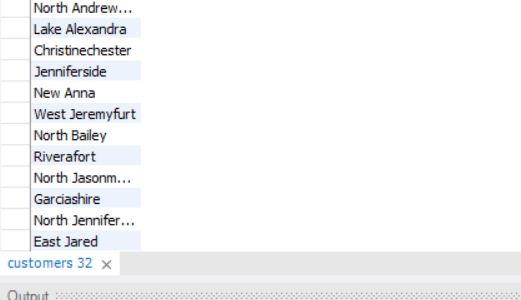 North Andrew...
Lake Alexandra
Christinechester
Jenniferside
New Anna
West Jeremyfurt
North Bailey
Riverafort
North Jasonm...
Garciashire
North Jennifer...
East Jared
customers 32 ×
Output